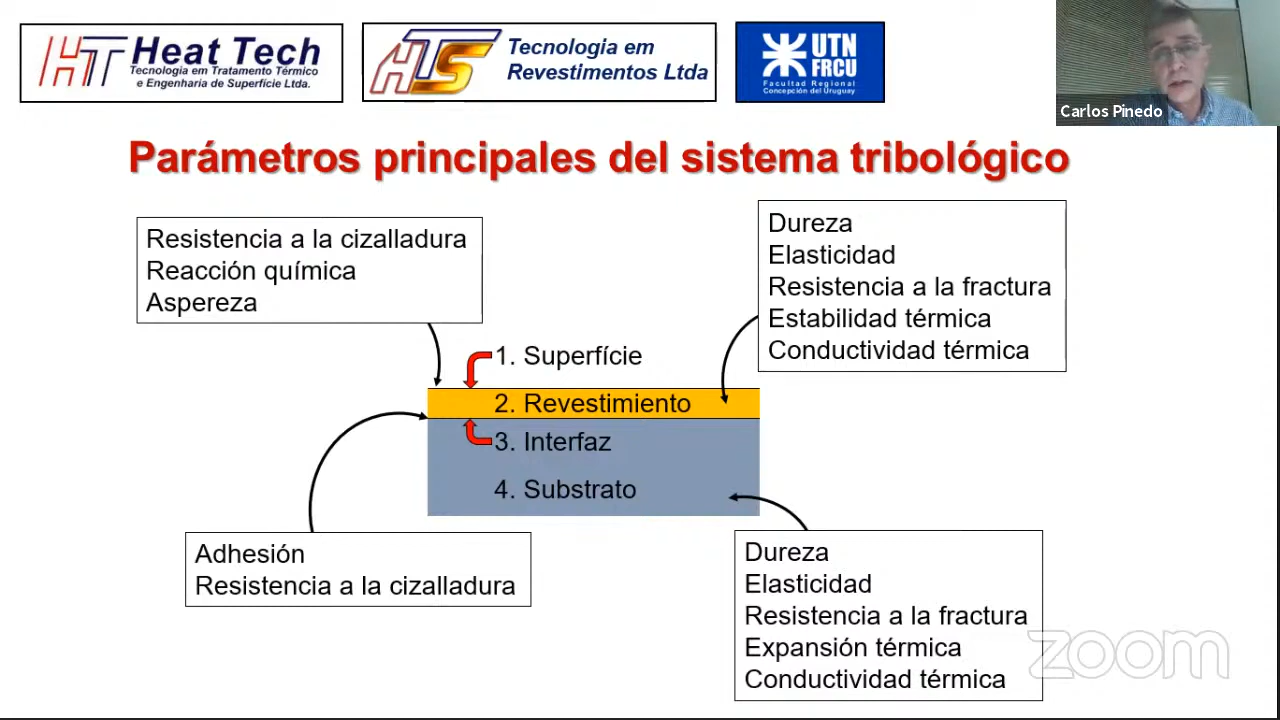 HT Heat Tech
Tecnologia em Tratamento Térmico
e Engenharia de Superfície Ltda.
HTS
Tecnologia em
Revestimentos Ltda
UTN
FRCU
Facultad Regional
Concepción del Uruguay
Carlos Pinedo
Parámetros principales del sistema tribológico
Resistencia a la cizalladura
Reacción química
Aspereza
Dureza
Elasticidad
Resistencia a la fractura
Estabilidad térmica
Conductividad térmica
1. Superfície
2. Revestimiento
3. Interfaz
4. Substrato
Adhesión
Resistencia a la cizalladura
Dureza
Elasticidad
Resistencia a la fractura
Expansión térmica
Conductividad térmica
zoom